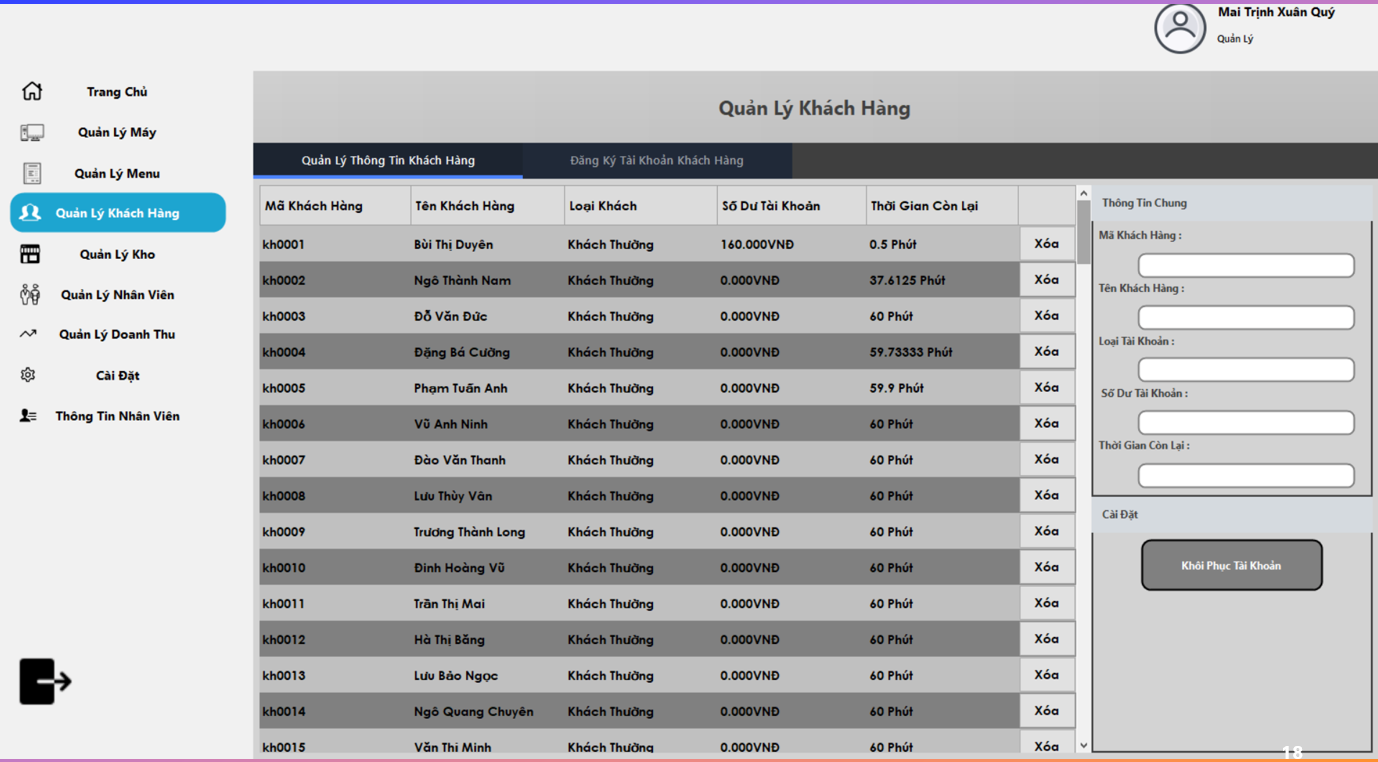 Mai Trịnh Xuân Quý
Quản Lý
Trang Chủ
Quản Lý Máy
Quản Lý Menu
Quản Lý Khách Hàng
Quản Lý Kho
Quản Lý Nhân Viên
Quản Lý Doanh Thu
Cài Đặt
Thông Tin Nhân Viên
Quản Lý Khách Hàng
Quản Lý Thông Tin Khách Hàng Đăng Ký Tài Khoản Khách Hàng
Mã Khách Hàng Tên Khách Hàng Loại Khách Số Dư Tài Khoản Thời Gian Còn Lại
kh0001 Bùi Thị Duyên Khách Thường 160.000VNĐ 0.5 Phút Xóa
kh0002 Ngô Thành Nam Khách Thường 0.000VNĐ 37.6125 Phút Xóa
kh0003 Đỗ Văn Đức Khách Thường 0.000VNĐ 60 Phút Xóa
kh0004 Đặng Bá Cường Khách Thường 0.000VNĐ 59.73333 Phút Xóa
kh0005 Phạm Tuấn Anh Khách Thường 0.000VNĐ 59.9 Phút Xóa
kh0006 Vũ Anh Ninh Khách Thường 0.000VNĐ 60 Phút Xóa
kh0007 Đào Văn Thanh Khách Thường 0.000VNĐ 60 Phút Xóa
kh0008 Lưu Thùy Vân Khách Thường 0.000VNĐ 60 Phút Xóa
kh0009 Trương Thành Long Khách Thường 0.000VNĐ 60 Phút Xóa
kh0010 Đinh Hoàng Vũ Khách Thường 0.000VNĐ 60 Phút Xóa
kh0011 Trần Thị Mai Khách Thường 0.000VNĐ 60 Phút Xóa
kh0012 Hà Thị Băng Khách Thường 0.000VNĐ 60 Phút Xóa
kh0013 Lưu Bảo Ngọc Khách Thường 0.000VNĐ 60 Phút Xóa
kh0014 Ngô Quang Chuyên Khách Thường 0.000VNĐ 60 Phút Xóa
kh0015 Văn Thị Minh Khách Thường 0.000VNĐ 60 Phút Xóa
Thông Tin Chung
Mã Khách Hàng :
Tên Khách Hàng :
Loại Tài Khoản :
Số Dư Tài Khoản :
Thời Gian Còn Lại :
Cài Đặt
Khôi Phục Tài Khoản
18